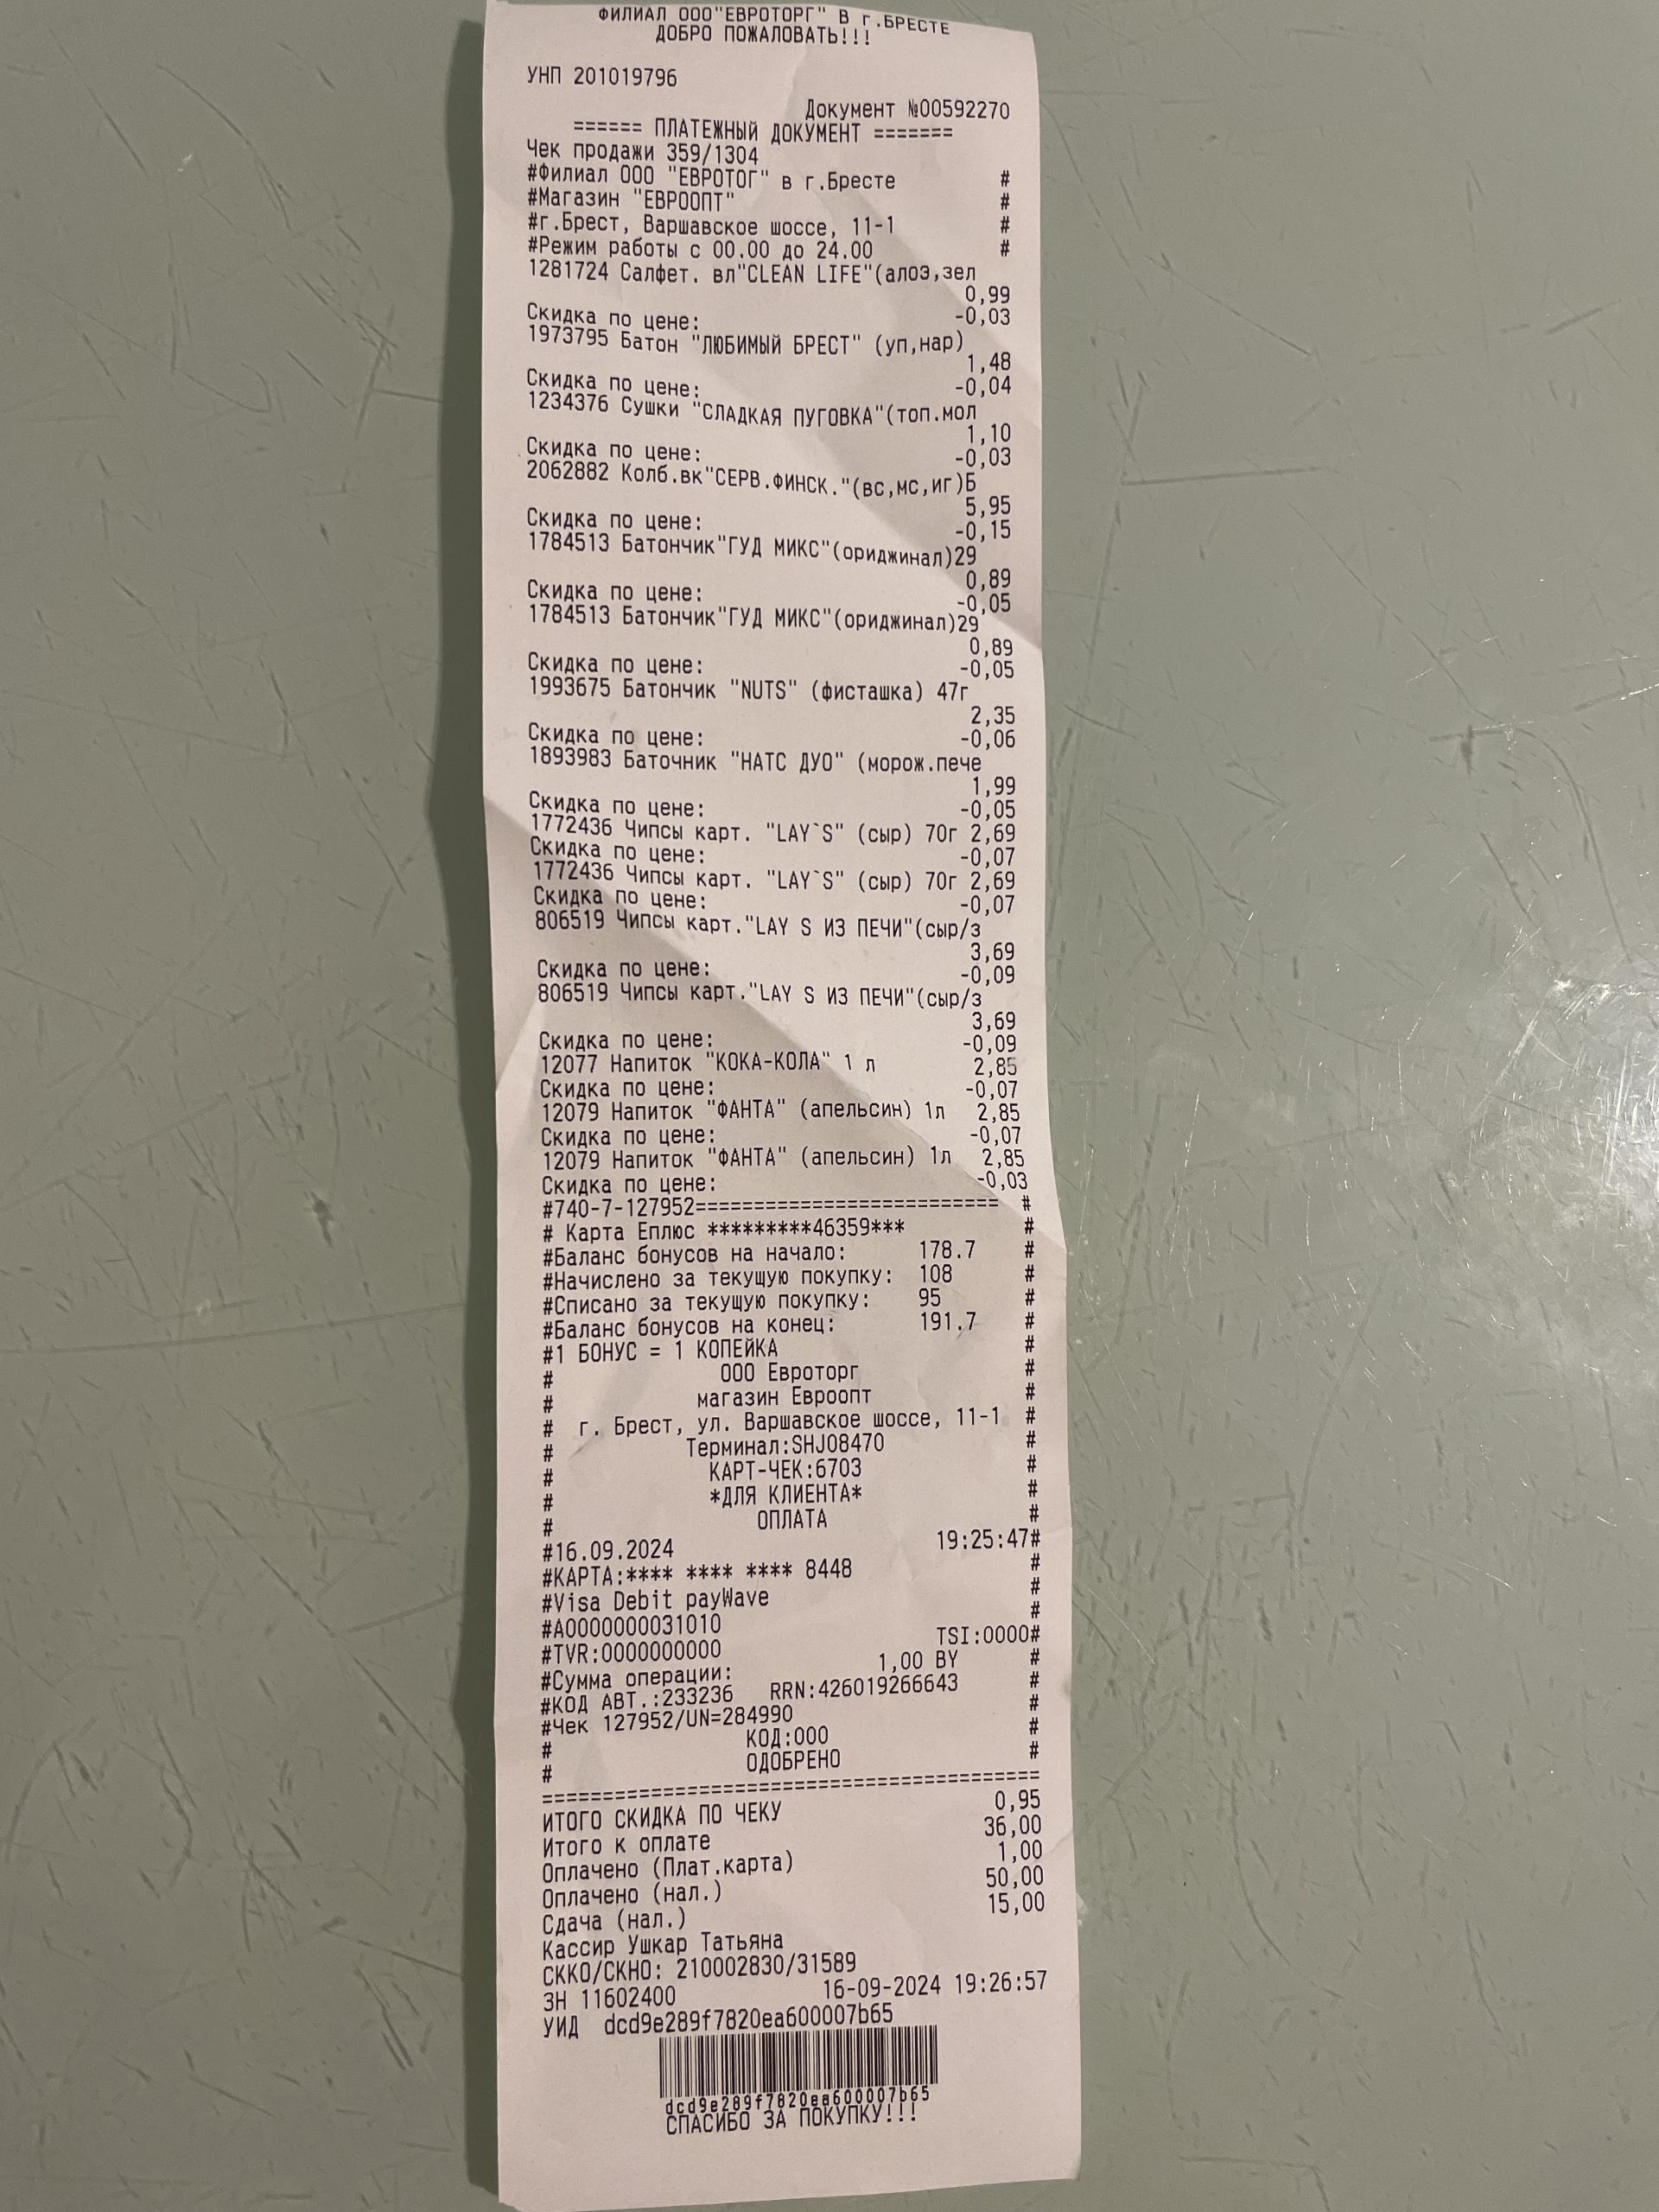 ФИЛИАЛ ООО"ЕВРОТОРГ" В г.БРЕСТЕ
ДОБРО ПОЖАЛОВАТЬ!!!
УНП 201019796
Документ №00592270
====== ПЛАТЕЖНЫЙ ДОКУМЕНТ =======
Чек продажи 359/1304
#Филиал ООО "ЕВРОТОГ" в г.Бресте #
#Магазин "ЕВРООПТ" #
#г.Брест, Варшавское шоссе, 11-1 #
#Режим работы с 00.00 до 24.00 #
1281724 Салфет. вл"CLEAN LIFE"(алоэ,зел
0,99
Скидка по цене: -0,03
1973795 Батон "ЛЮБИМЫЙ БРЕСТ" (уп,нар)
1,48
Скидка по цене: -0,04
1234376 Сушки "СЛАДКАЯ ПУГОВКА"(топ.мол
1,10
Скидка по цене: -0,03
2062882 Колб.вк"СЕРВ.ФИНСК."(вс,мс,иг)Б
5,95
Скидка по цене: -0,15
1784513 Батончик"ГУД МИКС"(ориджинал)29
0,89
Скидка по цене: -0,05
1784513 Батончик"ГУД МИКС"(ориджинал)29
0,89
Скидка по цене: -0,05
1993675 Батончик "NUTS" (фисташка) 47г
2,35
Скидка по цене: -0,06
1893983 Баточник "НАТС ДУО" (морож.пече
1,99
Скидка по цене: -0,05
1772436 Чипсы карт. "LAY`S" (сыр) 70г 2,69
Скидка по цене: -0,07
1772436 Чипсы карт. "LAY`S" (сыр) 70г 2,69
Скидка по цене: -0,07
806519 Чипсы карт."LAY S ИЗ ПЕЧИ"(сыр/з
3,69
Скидка по цене: -0,09
806519 Чипсы карт."LAY S ИЗ ПЕЧИ"(сыр/з
3,69
Скидка по цене: -0,09
12077 Напиток "КОКА-КОЛА" 1 л 2,85
Скидка по цене: -0,07
12079 Напиток "ФАНТА" (апельсин) 1л 2,85
Скидка по цене: -0,07
12079 Напиток "ФАНТА" (апельсин) 1л 2,85
Скидка по цене: -0,03
#740-7-127952========================== #
# Карта Еплюс *********46359*** #
#Баланс бонусов на начало: 178.7 #
#Начислено за текущую покупку: 108 #
#Списано за текущую покупку: 95 #
#Баланс бонусов на конец: 191.7 #
#1 БОНУС = 1 КОПЕЙКА #
# ООО Евроторг #
# магазин Евроопт #
# г. Брест, ул. Варшавское шоссе, 11-1 #
# Терминал:SHJ08470 #
# КАРТ-ЧЕК:6703 #
# *ДЛЯ КЛИЕНТА* #
# ОПЛАТА #
#16.09.2024 19:25:47#
#КАРТА:**** **** **** 8448 #
#Visa Debit payWave #
#A0000000031010 #
#TVR:0000000000 TSI:0000#
#Сумма операции: 1,00 BY #
#КОД АВТ.:233236 RRN:426019266643 #
#Чек 127952/UN=284990 #
# КОД:000 #
# ОДОБРЕНО #
==========================================
ИТОГО СКИДКА ПО ЧЕКУ 0,95
Итого к оплате 36,00
Оплачено (Плат.карта) 1,00
Оплачено (нал.) 50,00
Сдача (нал.) 15,00
Кассир Ушкар Татьяна
СККО/СКНО: 210002830/31589
ЗН 11602400 16-09-2024 19:26:57
УИД dcd9e289f7820ea600007b65
dcd9e289f7820ea600007b65
СПАСИБО ЗА ПОКУПКУ!!!